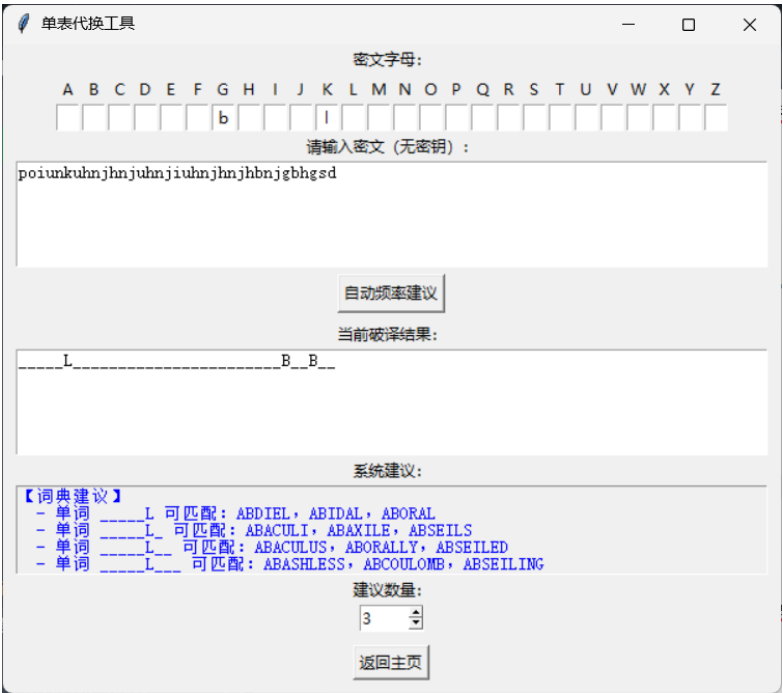 单表代换工具
密文字母：
A B C D E F G H I J K L M N O P Q R S T U V W X Y Z
b l
请输入密文（无密钥）：
poiunkuhnjhnjuhnjiuhnjhnjhbnjgbhgsd
自动频率建议
当前破译结果：
_____L_______________________B__B__
系统建议：
【词典建议】
- 单词 _____L 可匹配：ABDIEL，ABIDAL，ABORAL
- 单词 _____L_ 可匹配：ABACULI，ABAXILE，ABSEILS
- 单词 _____L__ 可匹配：ABACULUS，ABORALLY，ABSEILED
- 单词 _____L___ 可匹配：ABASHLESS，ABCOULOMB，ABSEILING
建议数量：
3
返回主页